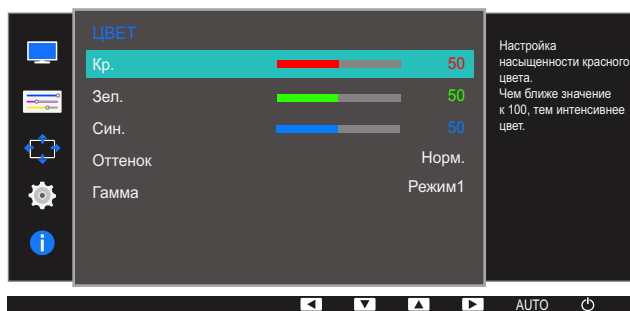 ЦВЕТ
Кр. 50
Зел. 50
Син. 50
Оттенок Норм.
Гамма Режим1
Настройка
насыщенности красного
цвета.
Чем ближе значение
к 100, тем интенсивнее
цвет.
AUTO